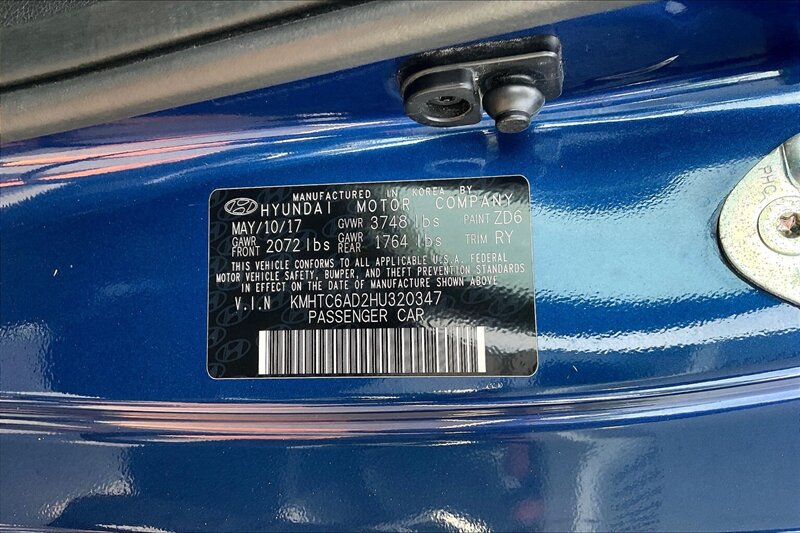 MANUFACTURED IN KOREA BY
HYUNDAI MOTOR COMPANY
MAY/10/17 GVWR 3748 lbs PAINT ZD6
GAWR FRONT 2072 lbs GAWR REAR 1764 lbs TRIM RY
THIS VEHICLE CONFORMS TO ALL APPLICABLE U.S.A. FEDERAL
MOTOR VEHICLE SAFETY, BUMPER, AND THEFT PREVENTION STANDARDS
IN EFFECT ON THE DATE OF MANUFACTURE SHOWN ABOVE
V.I.N KMHTC6AD2HU320347
PASSENGER CAR
PHC